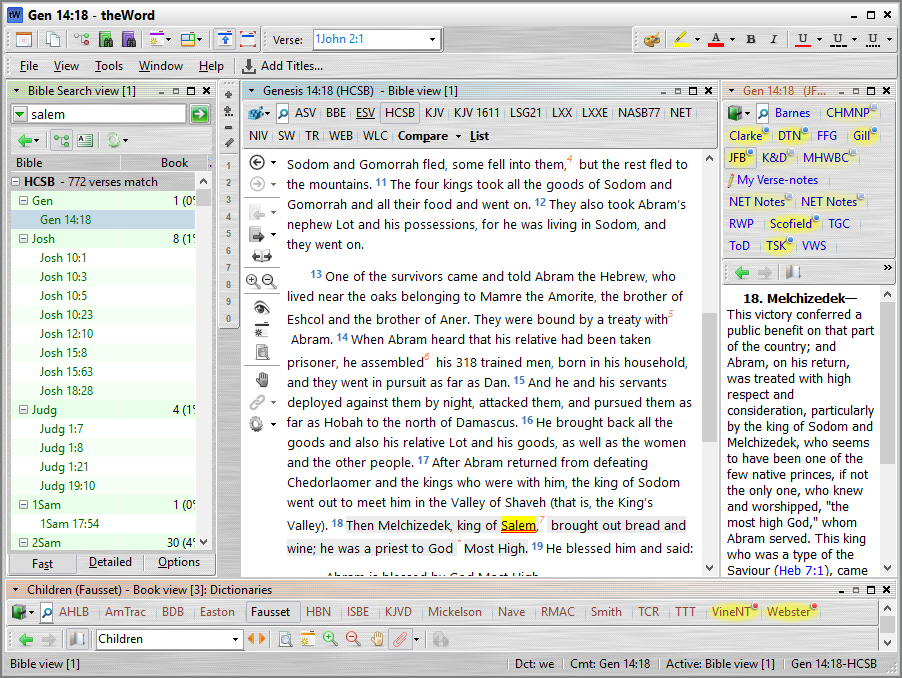 Gen 14:18 - theWord
Verse: 1John 2:1
File View Tools Window Help Add Titles...
Bible Search view [1]
salem
Bible Book
HCSB - 772 verses match
Gen 1 (0%
Gen 14:18
Josh 8 (1%
Josh 10:1
Josh 10:3
Josh 10:5
Josh 10:23
Josh 12:10
Josh 15:8
Josh 15:63
Josh 18:28
Judg 4 (1%
Judg 1:7
Judg 1:8
Judg 1:21
Judg 19:10
1Sam 1 (0%
1Sam 17:54
2Sam 30 (4%
Fast Detailed Options
1
2
3
4
5
6
7
8
9
0
Genesis 14:18 (HCSB) - Bible view [1]
ASV BBE ESV HCSB KJV KJV 1611 LSG21 LXX LXXE NASB77 NET
NIV SW TR WEB WLC Compare List
Sodom and Gomorrah fled, some fell into them,4 but the rest fled to
the mountains. 11 The four kings took all the goods of Sodom and
Gomorrah and all their food and went on. 12 They also took Abram's
nephew Lot and his possessions, for he was living in Sodom, and
they went on.
13 One of the survivors came and told Abram the Hebrew, who
lived near the oaks belonging to Mamre the Amorite, the brother of
Eshcol and the brother of Aner. They were bound by a treaty with5
Abram. 14 When Abram heard that his relative had been taken
prisoner, he assembled6 his 318 trained men, born in his household,
and they went in pursuit as far as Dan. 15 And he and his servants
deployed against them by night, attacked them, and pursued them as
far as Hobah to the north of Damascus. 16 He brought back all the
goods and also his relative Lot and his goods, as well as the women
and the other people. 17 After Abram returned from defeating
Chedorlaomer and the kings who were with him, the king of Sodom
went out to meet him in the Valley of Shaveh (that is, the King's
Valley). 18 Then Melchizedek, king of Salem,7 brought out bread and
wine; he was a priest to God * Most High. 19 He blessed him and said:
Abram is blessed by God Most High
Gen 14:18 (JF...
Barnes CHMNP
Clarke DTN FFG Gill
JFB K&D MHWBC
My Verse-notes
NET Notes NET Notes
RWP Scofield TGC
ToD TSK VWS
18. Melchizedek—
This victory conferred a
public benefit on that part
of the country; and
Abram, on his return,
was treated with high
respect and
consideration, particularly
by the king of Sodom and
Melchizedek, who seems
to have been one of the
few native princes, if not
the only one, who knew
and worshipped, "the
most high God," whom
Abram served. This king
who was a type of the
Saviour (Heb 7:1), came
Children (Fausset) - Book view [3]: Dictionaries
AHLB AmTrac BDB Easton Fausset HBN ISBE KJVD Mickelson Nave RMAC Smith TCR TTT VineNT Webster
Children
Bible view [1] Dct: we Cmt: Gen 14:18 Active: Bible view [1] Gen 14:18-HCSB